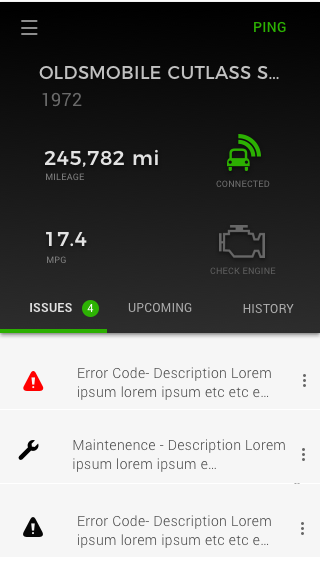 PING
OLDSMOBILE CUTLASS S...
1972
245,782 mi
MILEAGE
CONNECTED
17.4
MPG
CHECK ENGINE
ISSUES 4 UPCOMING HISTORY
Error Code- Description Lorem
ipsum lorem ipsum etc etc e...
Maintenence - Description Lorem
ipsum lorem ipsum e...
Error Code- Description Lorem
ipsum lorem ipsum etc etc e...